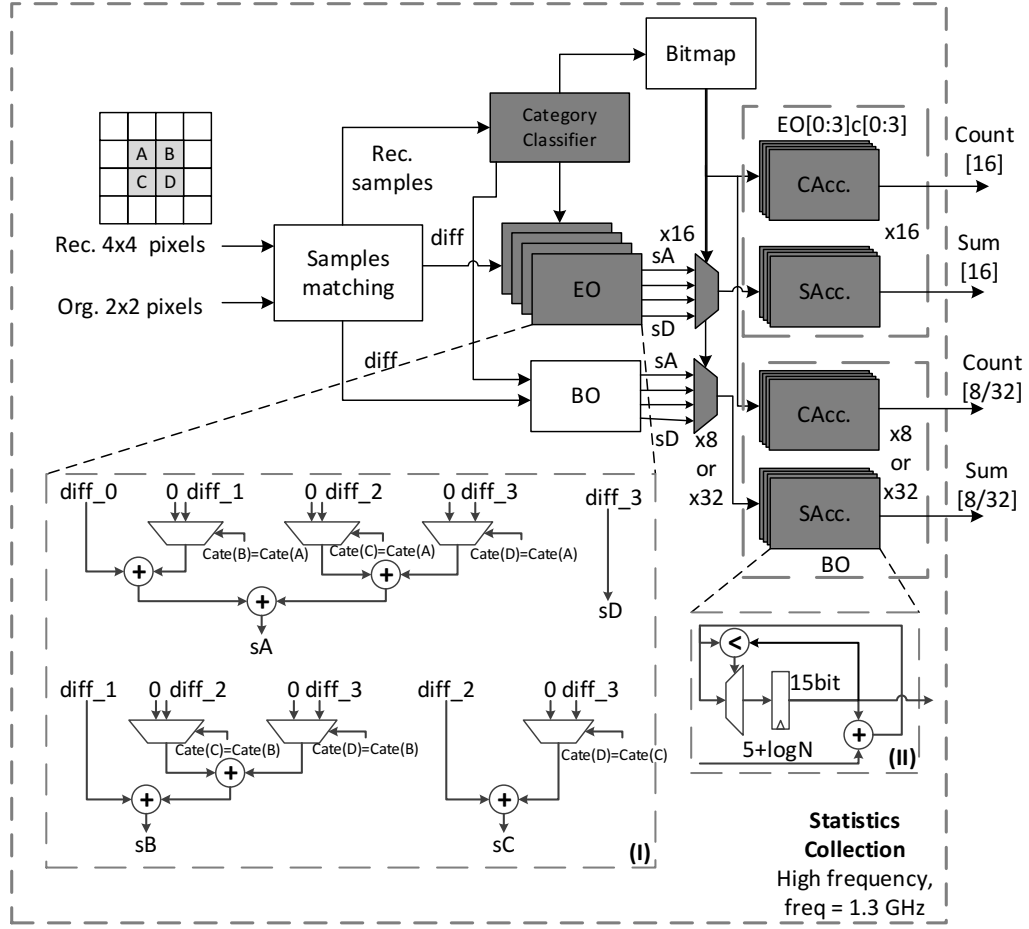 Bitmap
Category
Classifier
EO[0:3]c[0:3]
Count
[16]
A B
C D
Rec.
samples
CAcc.
x16
Rec. 4x4 pixels
Samples
matching
diff
x16
sA
EO
sD
Sum
[16]
SAcc.
Org. 2x2 pixels
diff
BO
sA
sD
x8
or
x32
Count
[8/32]
CAcc.
x8
or
x32
Sum
[8/32]
SAcc.
BO
diff_0 0 diff_1 0 diff_2 0 diff_3 diff_3
Cate(B)=Cate(A) Cate(C)=Cate(A) Cate(D)=Cate(A)
+ +
+
sA sD
diff_1 0 diff_2 0 diff_3 diff_2 0 diff_3
Cate(C)=Cate(B) Cate(D)=Cate(B) Cate(D)=Cate(C)
+
+ +
sB sC
(I)
<
15bit
+
5+logN
(II)
Statistics
Collection
High frequency,
freq = 1.3 GHz